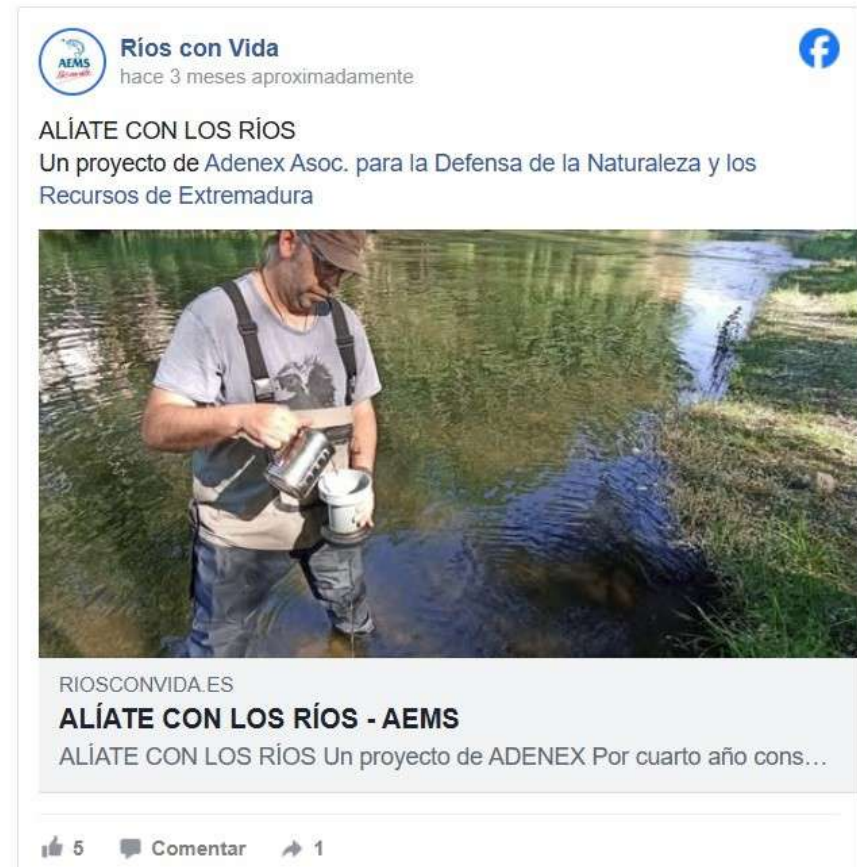 AEMS
Ríos con Vida
hace 3 meses aproximadamente
ALÍATE CON LOS RÍOS
Un proyecto de Adenex Asoc. para la Defensa de la Naturaleza y los
Recursos de Extremadura
RIOSCONVIDA.ES
ALÍATE CON LOS RÍOS - AEMS
ALÍATE CON LOS RÍOS Un proyecto de ADENEX Por cuarto año cons...
5 Comentar 1